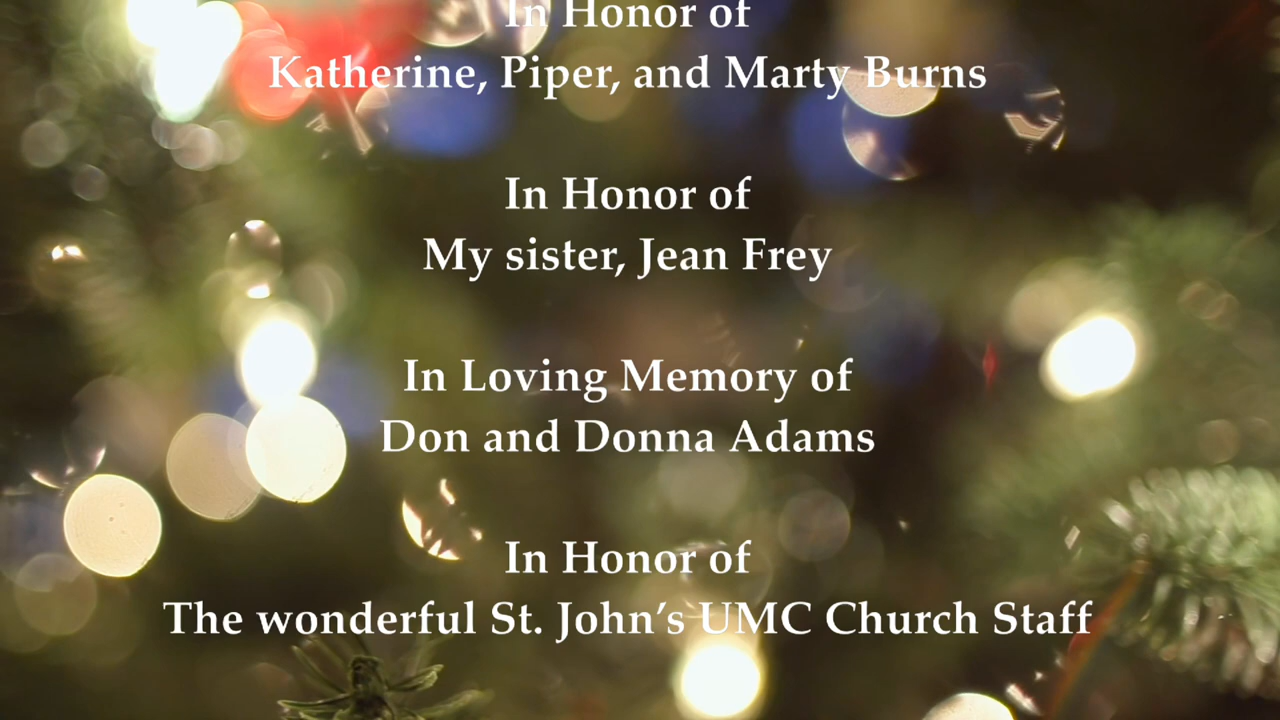 In Honor of
Katherine, Piper, and Marty Burns
In Honor of
My sister, Jean Frey
In Loving Memory of
Don and Donna Adams
In Honor of
The wonderful St. John’s UMC Church Staff